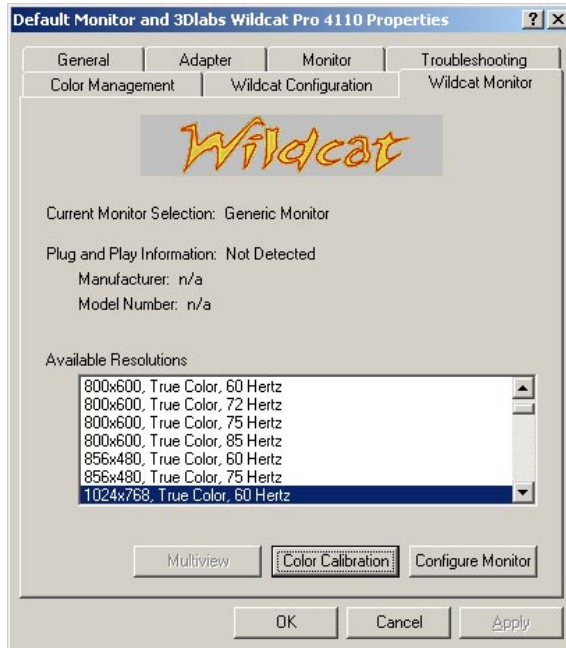 Default Monitor and 3Dlabs Wildcat Pro 4110 Properties ? X
General Adapter Monitor Troubleshooting
Color Management Wildcat Configuration Wildcat Monitor
Wildcat
Current Monitor Selection: Generic Monitor
Plug and Play Information: Not Detected
Manufacturer: n/a
Model Number: n/a
Available Resolutions
800x600, True Color, 60 Hertz
800x600, True Color, 72 Hertz
800x600, True Color, 75 Hertz
800x600, True Color, 85 Hertz
856x480, True Color, 60 Hertz
856x480, True Color, 75 Hertz
1024x768, True Color, 60 Hertz
Multiview Color Calibration Configure Monitor
OK Cancel Apply